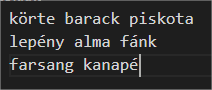 körte barack piskota
lepény alma fánk
farsang kanapé